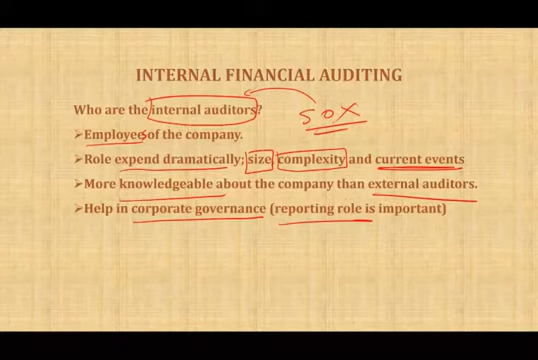 INTERNAL FINANCIAL AUDITING
Who are the internal auditors?
SOX
➢Employees of the company.
➢Role expend dramatically; size, complexity and current events
➢More knowledgeable about the company than external auditors.
➢Help in corporate governance (reporting role is important)